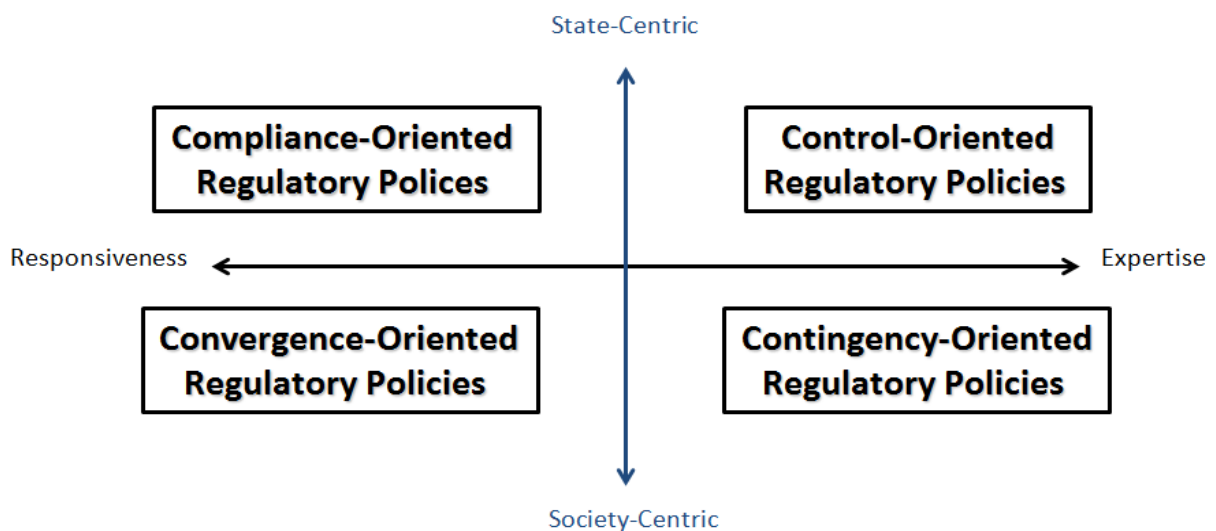 State-Centric
Compliance-Oriented
Regulatory Polices
Control-Oriented
Regulatory Policies
Responsiveness
Expertise
Convergence-Oriented
Regulatory Policies
Contingency-Oriented
Regulatory Policies
Society-Centric